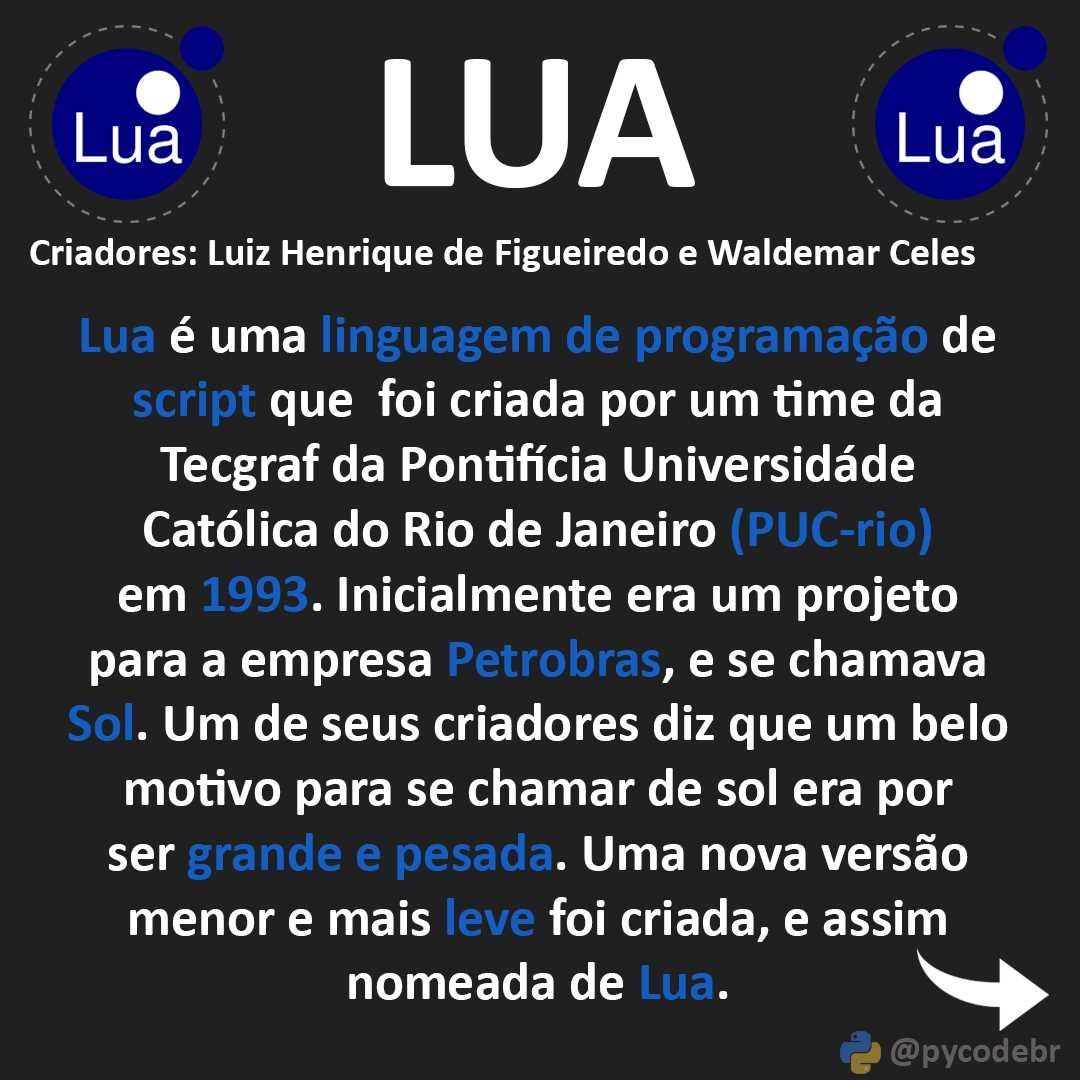 Lua
LUA
Lua
Criadores: Luiz Henrique de Figueiredo e Waldemar Celes
Lua é uma linguagem de programação de
script que  foi criada por um time da
Tecgraf da Pontifícia Universidáde
Católica do Rio de Janeiro (PUC-rio)
em 1993. Inicialmente era um projeto
para a empresa Petrobras, e se chamava
Sol. Um de seus criadores diz que um belo
motivo para se chamar de sol era por
ser grande e pesada. Uma nova versão
menor e mais leve foi criada, e assim
nomeada de Lua.
@pycodebr